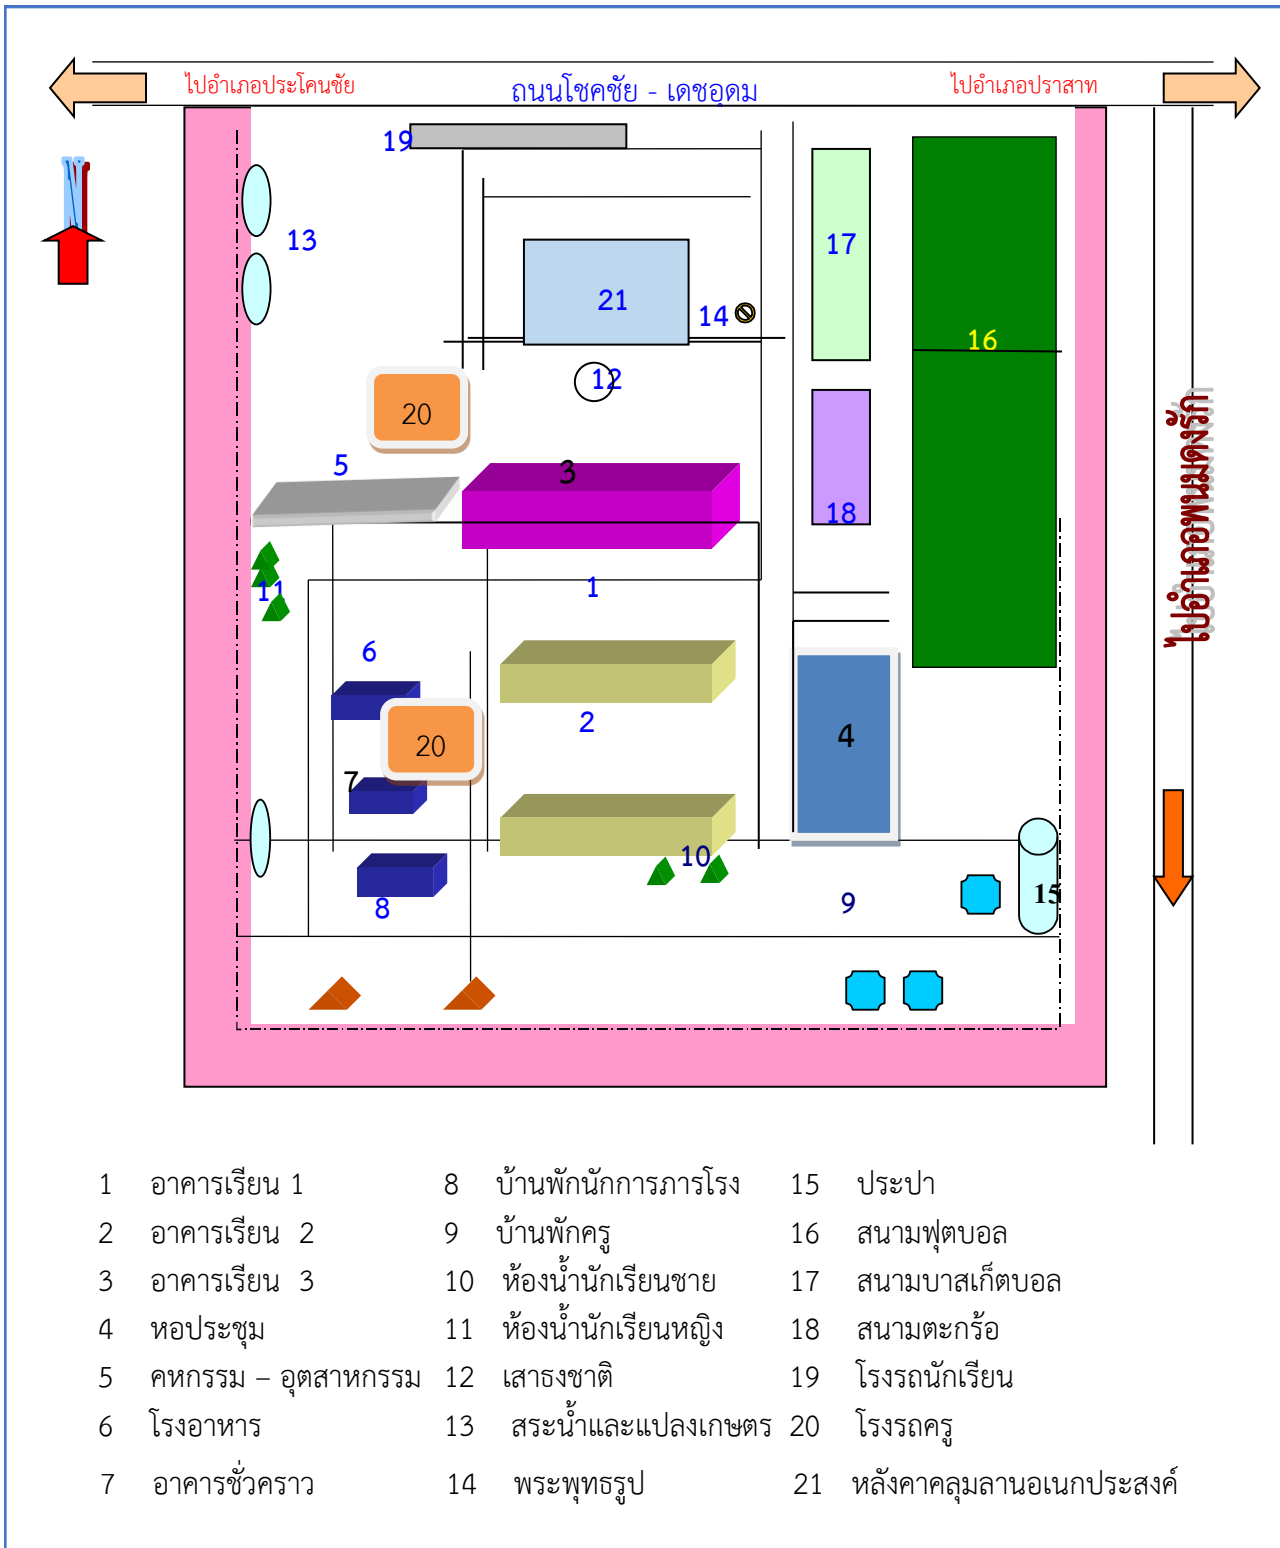 ไปอำเภอประโคนชัย ถนนโชคชัย - เดชอุดม ไปอำเภอปราสาท
19
13
17
21
14
16
12
20
5
3
18
ไปอำเภอพนมดงรัก
11
1
6
2
4
20
7
10
15
9
8
1 อาคารเรียน 1 8 บ้านพักนักการภารโรง 15 ประปา
2 อาคารเรียน 2 9 บ้านพักครู 16 สนามฟุตบอล
3 อาคารเรียน 3 10 ห้องน้ำนักเรียนชาย 17 สนามบาสเก็ตบอล
4 หอประชุม 11 ห้องน้ำนักเรียนหญิง 18 สนามตะกร้อ
5 คหกรรม – อุตสาหกรรม 12 เสาธงชาติ 19 โรงรถนักเรียน
6 โรงอาหาร 13 สระน้ำและแปลงเกษตร 20 โรงรถครู
7 อาคารชั่วคราว 14 พระพุทธรูป 21 หลังคาคลุมลานอเนกประสงค์